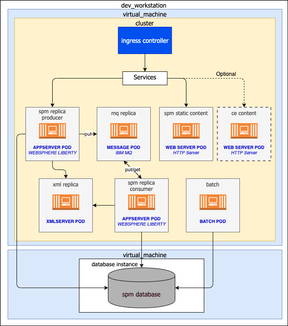 dev_workstation
virtual_machine
cluster
ingress controller
Services
Optional
spm replica
producer
APPSERVER POD
WEBSPHERE LIBERTY
put
mq replica
MESSAGE POD
IBM MQ
spm static content
WEB SERVER POD
HTTP Server
ce content
WEB SERVER POD
HTTP Server
put/get
xml replica
XMLSERVER POD
spm replica
consumer
APPSERVER POD
WEBSPHERE LIBERTY
batch
BATCH POD
virtual_machine
database instance
spm database